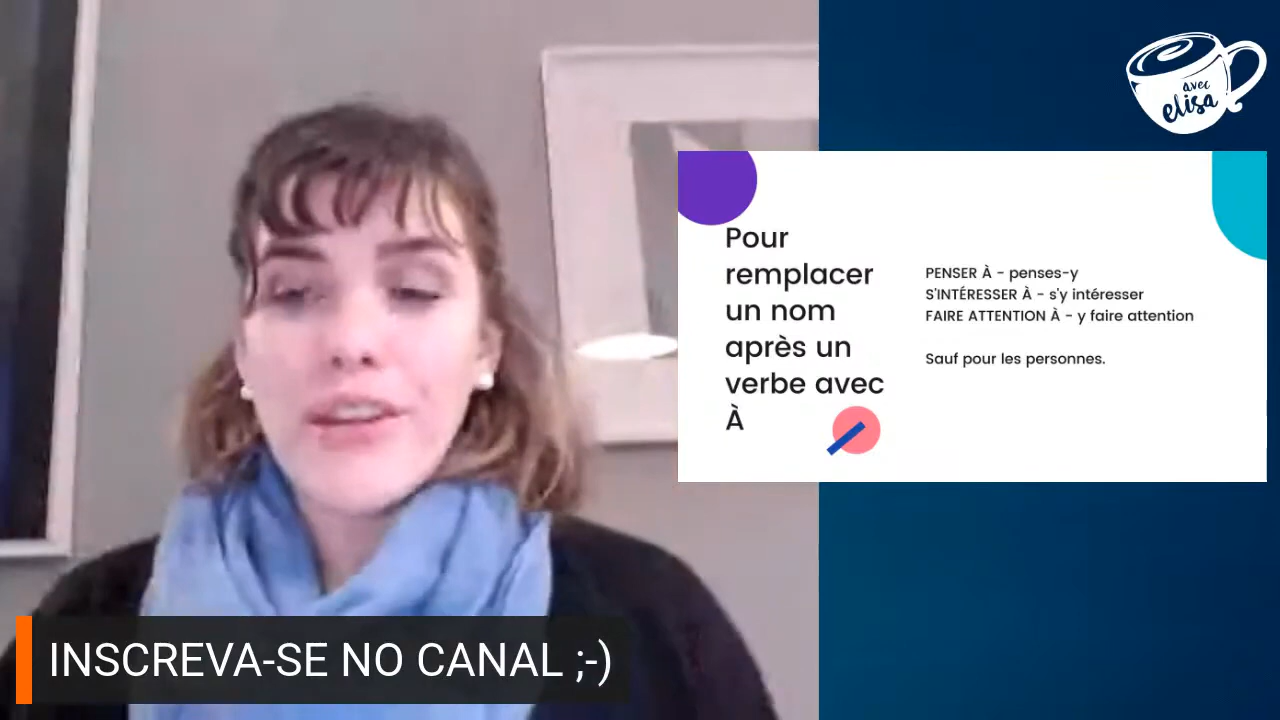 avec
elisa
Pour
remplacer
un nom
après un
verbe avec
À
PENSER À - penses-y
S'INTÉRESSER À - s'y intéresser
FAIRE ATTENTION À - y faire attention
Sauf pour les personnes.
INSCREVA-SE NO CANAL ;-)